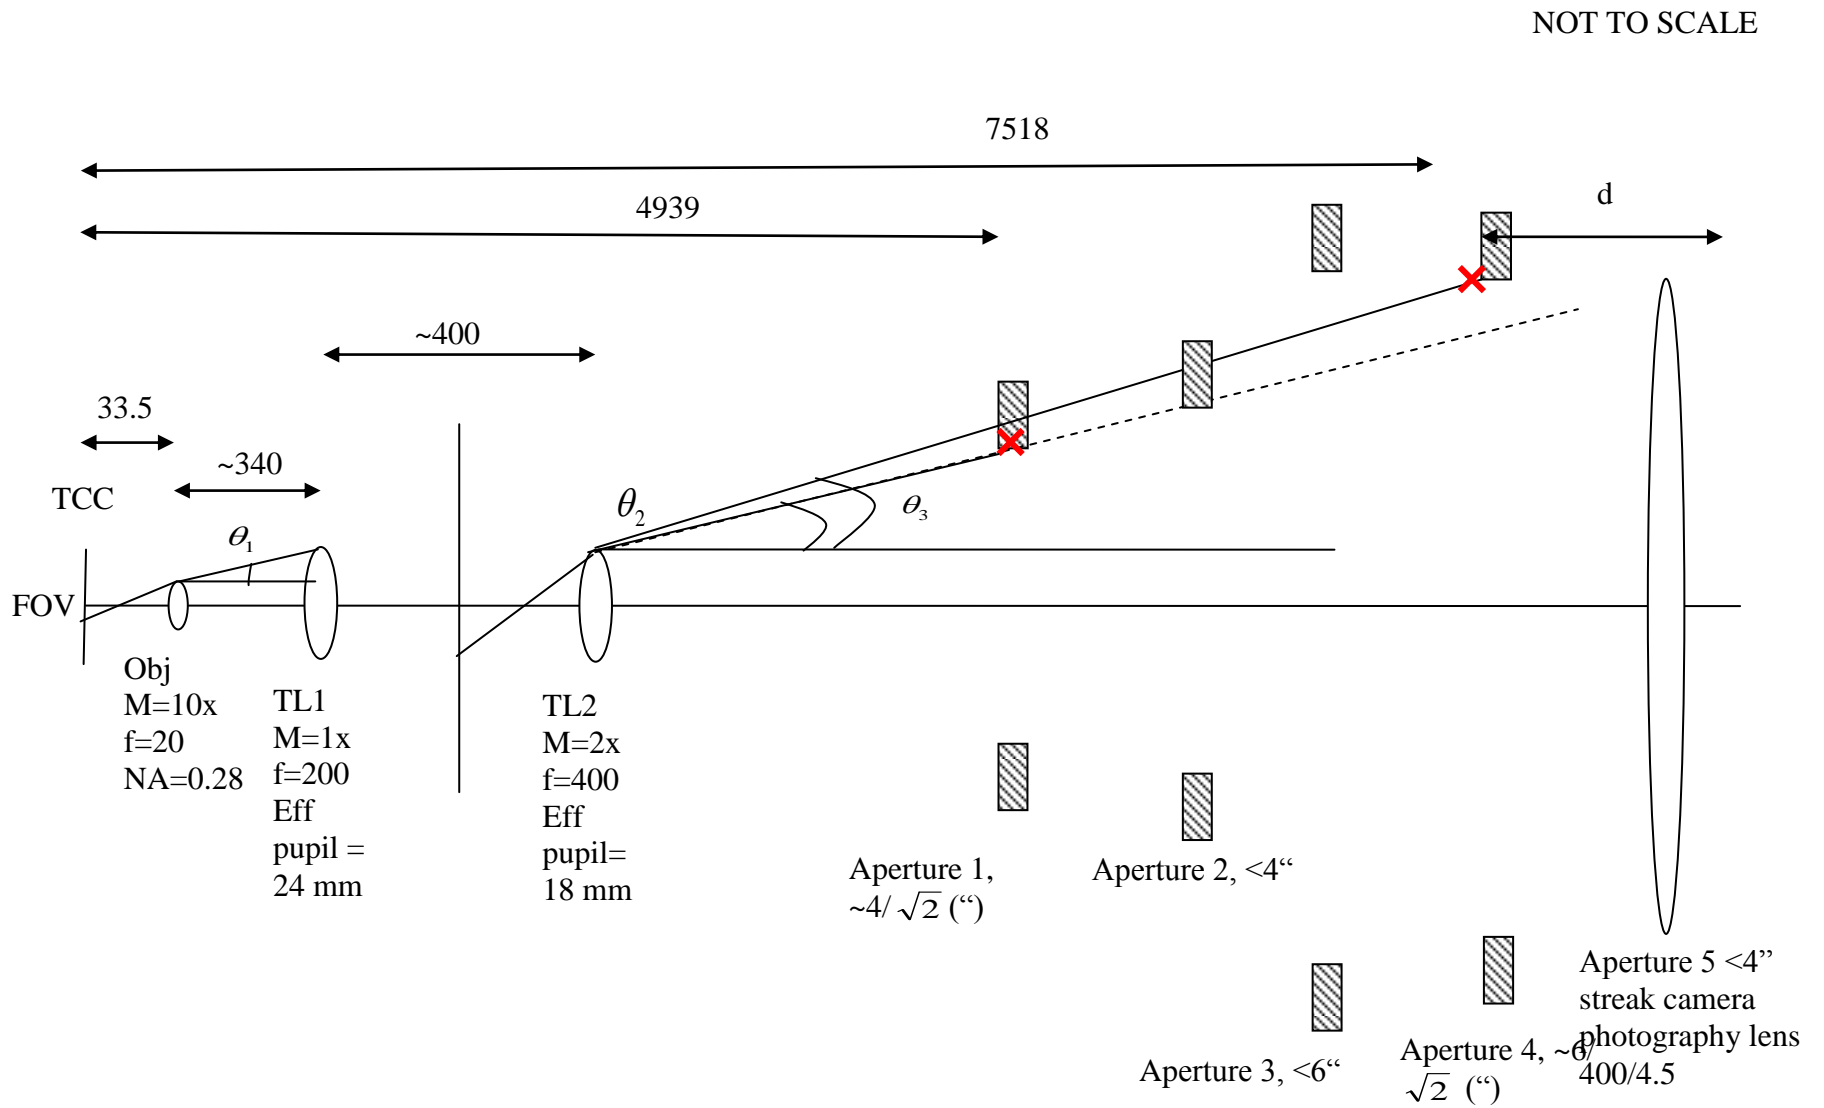 NOT TO SCALE
7518
4939
d
~400
33.5
~340
TCC
θ₁
θ₂
θ₃
FOV
Obj
M=10x
f=20
NA=0.28
TL1
M=1x
f=200
Eff
pupil =
24 mm
TL2
M=2x
f=400
Eff
pupil=
18 mm
Aperture 1,
~4/ √2 (“)
Aperture 2, <4“
Aperture 3, <6“
Aperture 4, ~6/
√2 (“)
Aperture 5 <4”
streak camera
photography lens
400/4.5